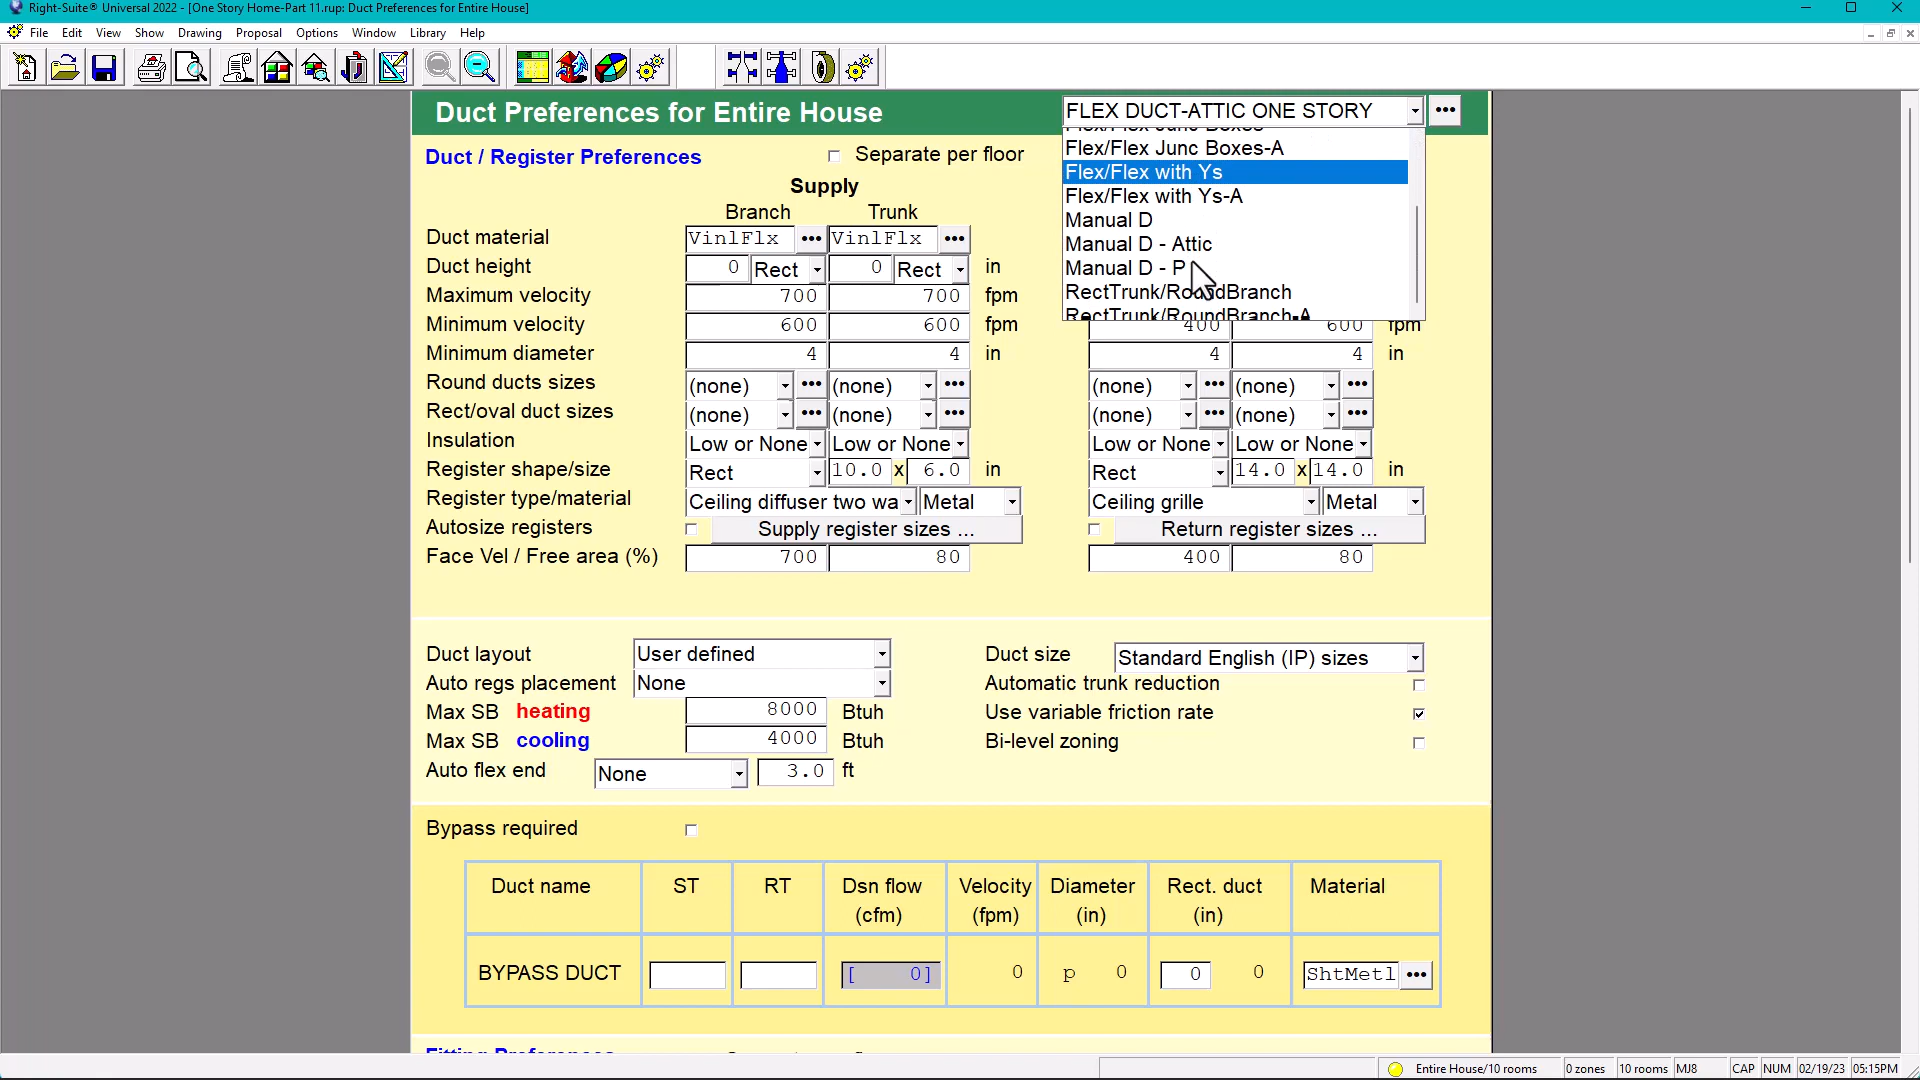 Right-Suite® Universal 2022 - [One Story Home-Part 11.rup: Duct Preferences for Entire House]
File Edit View Show Drawing Proposal Options Window Library Help
Duct Preferences for Entire House
FLEX DUCT-ATTIC ONE STORY
Flex/Flex Junc Boxes
Flex/Flex Junc Boxes-A
Flex/Flex with Ys
Flex/Flex with Ys-A
Manual D
Manual D - Attic
Manual D - P
RectTrunk/RoundBranch
RectTrunk/RoundBranch-A
Duct / Register Preferences
Separate per floor
Supply
Branch Trunk
Duct material VinlFlx VinlFlx
Duct height 0 Rect 0 Rect in
Maximum velocity 700 700 fpm
Minimum velocity 600 600 fpm 400 600 fpm
Minimum diameter 4 4 in 4 4 in
Round ducts sizes (none) (none) (none) (none)
Rect/oval duct sizes (none) (none) (none) (none)
Insulation Low or None Low or None Low or None Low or None
Register shape/size Rect 10.0 x 6.0 in Rect 14.0 x 14.0 in
Register type/material Ceiling diffuser two wa Metal Ceiling grille Metal
Autosize registers Supply register sizes ... Return register sizes ...
Face Vel / Free area (%) 700 80 400 80
Duct layout User defined Duct size Standard English (IP) sizes
Auto regs placement None Automatic trunk reduction
Max SB heating 8000 Btuh Use variable friction rate
Max SB cooling 4000 Btuh Bi-level zoning
Auto flex end None 3.0 ft
Bypass required
Duct name ST RT Dsn flow Velocity Diameter Rect. duct Material
(cfm) (fpm) (in) (in)
BYPASS DUCT [ 0] 0 p 0 0 0 ShtMetl
Entire House/10 rooms 0 zones 10 rooms MJ8 CAP NUM 02/19/23 05:15PM